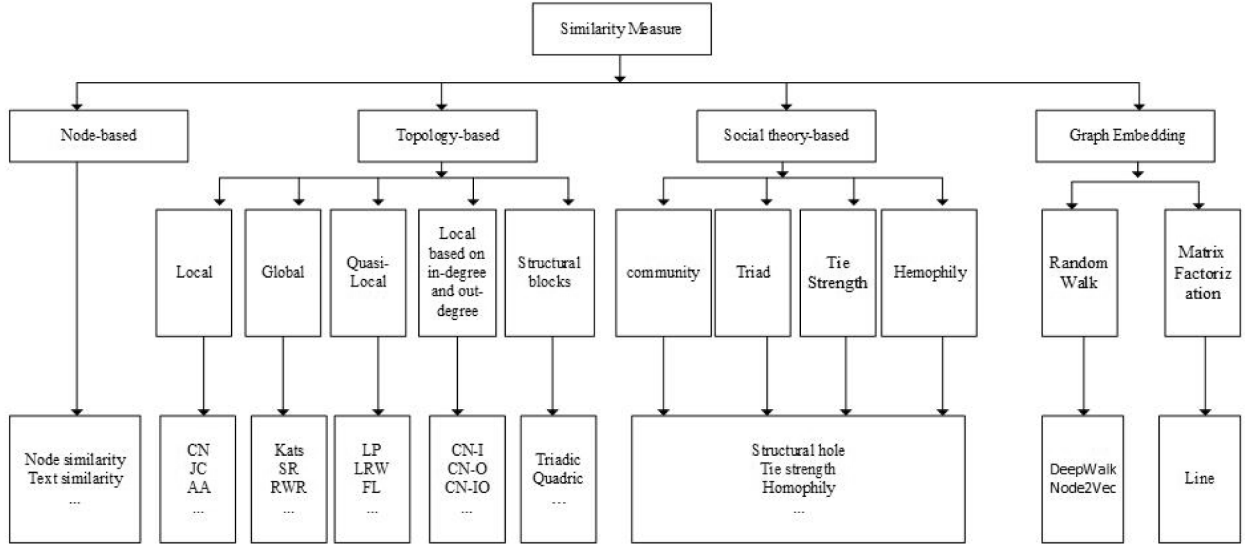 Similarity Measure
Node-based
Topology-based
Social theory-based
Graph Embedding
Local
Global
Quasi-
Local
Local
based on
in-degree
and out-
degree
Structural
blocks
community
Triad
Tie
Strength
Hemophily
Random
Walk
Matrix
Factoriz
ation
Node similarity
Text similarity
...
CN
JC
AA
...
Kats
SR
RWR
...
LP
LRW
FL
...
CN-I
CN-O
CN-IO
...
Triadic
Quadric
...
Structural hole
Tie strength
Homophily
...
DeepWalk
Node2Vec
Line